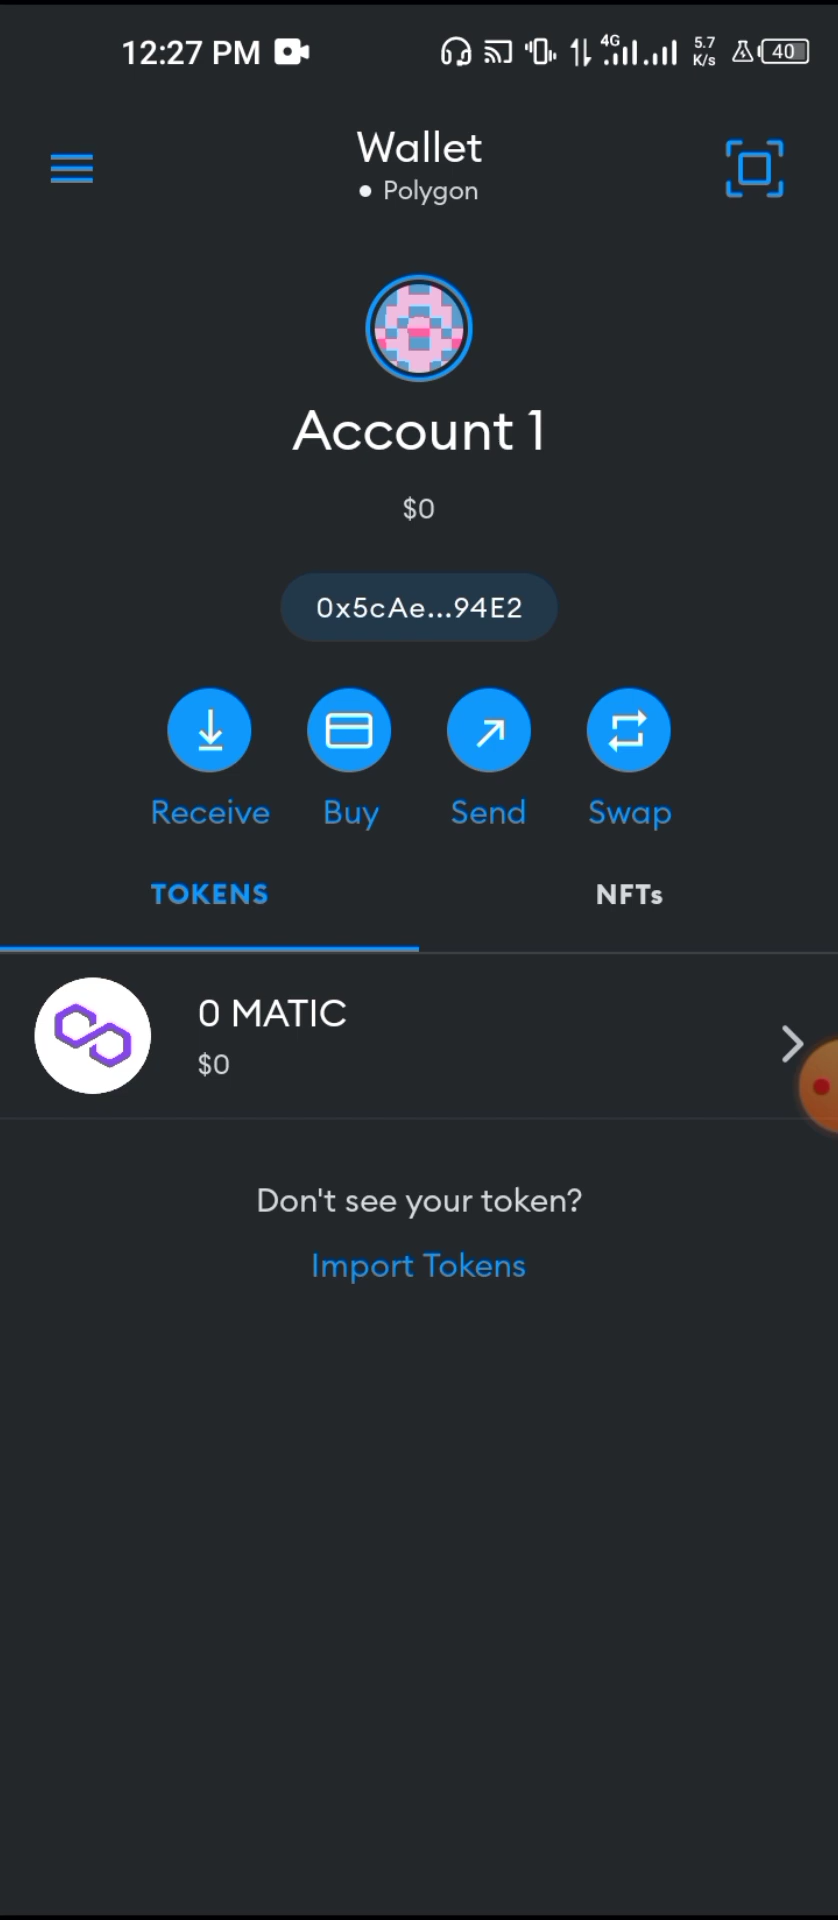 12:27 PM 4G 5.7 K/s 40
Wallet
Polygon
Account 1
$0
0x5cAe...94E2
Receive Buy Send Swap
TOKENS NFTs
0 MATIC
$0
Don't see your token?
Import Tokens